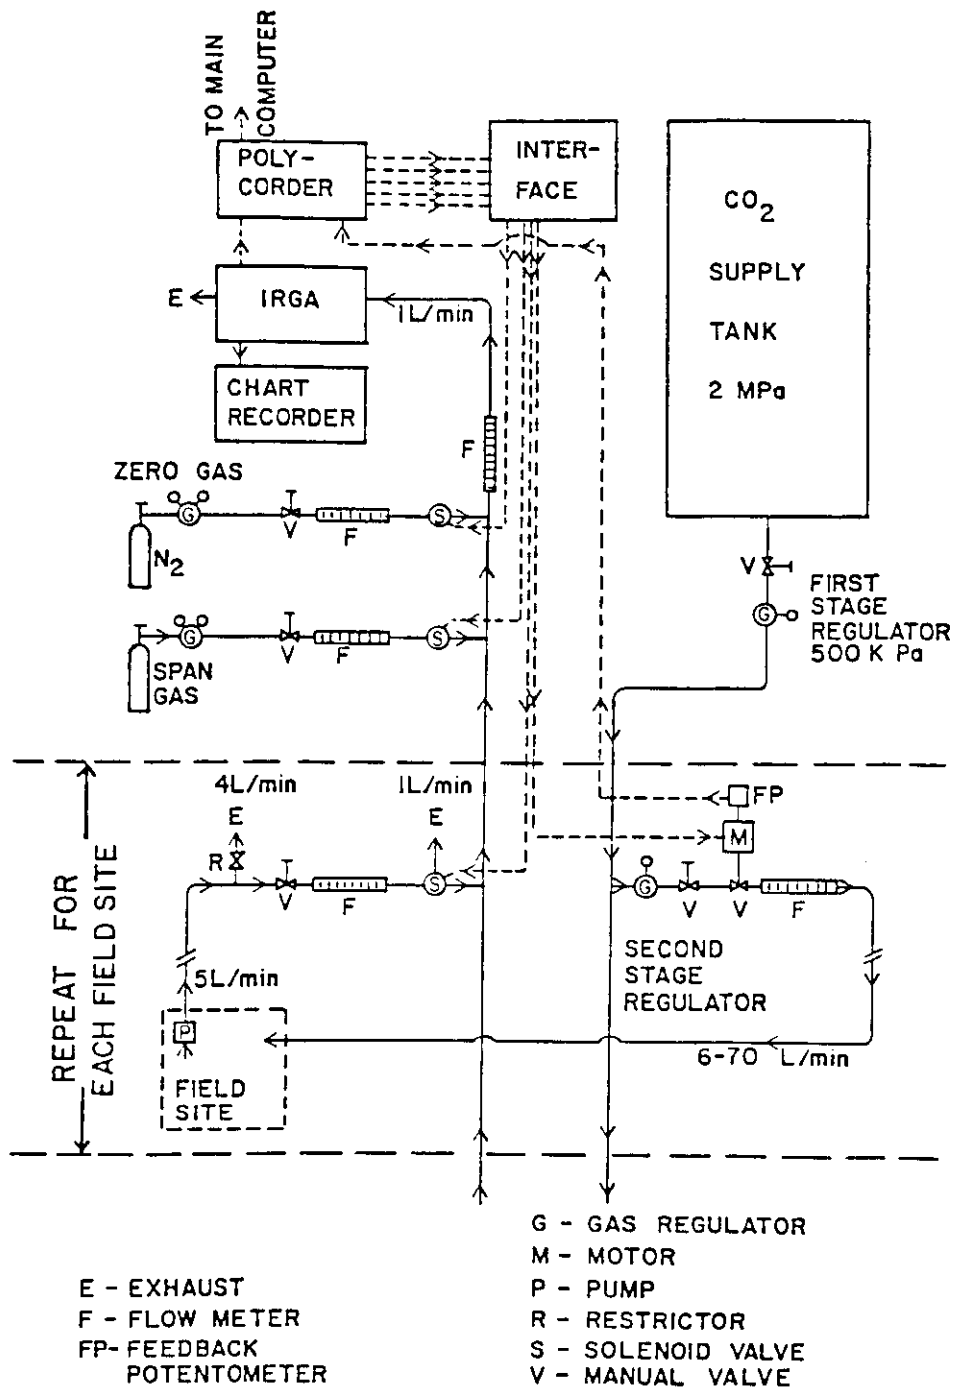 TO MAIN
COMPUTER
POLY-
CORDER
INTER-
FACE
CO2
SUPPLY
TANK
2 MPa
E
IRGA
1L/min
CHART
RECORDER
F
ZERO GAS
G
V
F
S
N2
V
G
FIRST
STAGE
REGULATOR
500 K Pa
G
V
F
S
SPAN
GAS
REPEAT FOR
EACH FIELD SITE
4L/min
E
R
V
F
1L/min
E
S
FP
M
G
V
V
F
SECOND
STAGE
REGULATOR
5L/min
P
FIELD
SITE
6-70 L/min
E - EXHAUST
F - FLOW METER
FP- FEEDBACK
POTENTOMETER
G - GAS REGULATOR
M - MOTOR
P - PUMP
R - RESTRICTOR
S - SOLENOID VALVE
V - MANUAL VALVE